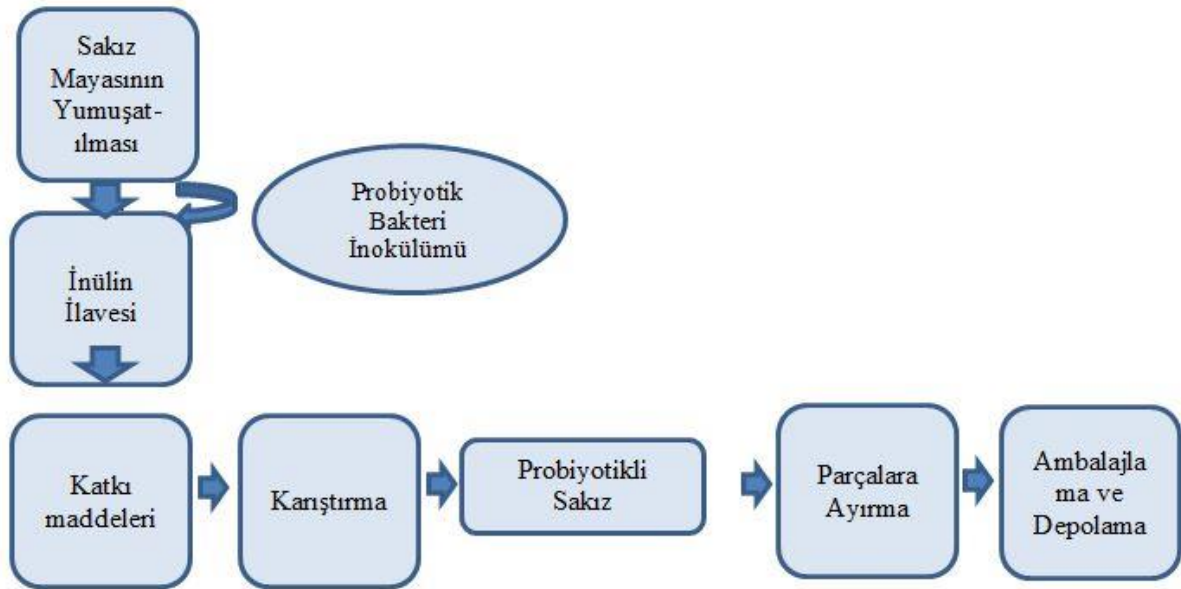 Sakız
Mayasının
Yumuşat-
ılması
Probiyotik
Bakteri
İnokülümü
İnülin
İlavesi
Katkı
maddeleri
Karıştırma
Probiyotikli
Sakız
Parçalara
Ayırma
Ambalajla
ma ve
Depolama